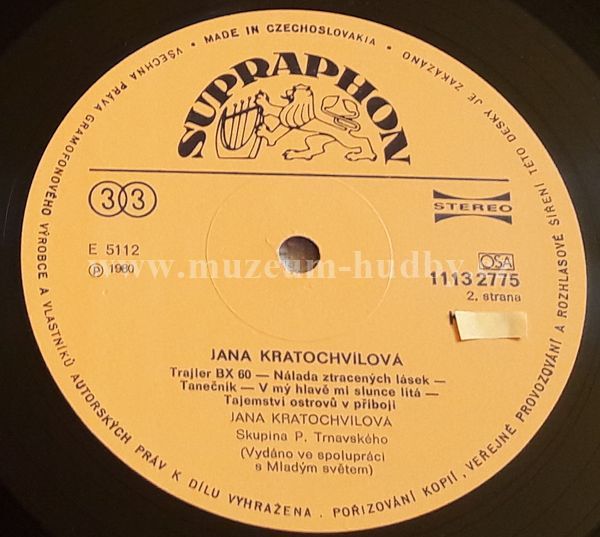 • MADE IN CZECHOSLOVAKIA •
VŠECHNA PRÁVA GRAMOFONOVÉHO VÝROBCE A VLASTNÍKŮ AUTORSKÝCH PRÁV K DÍLU VYHRAŽENA . POŘIZOVÁNÍ KOPIÍ , VEŘEJNÉ PROVOZOVÁNÍ A ROZHLASOVÉ ŠÍŘENÍ TÉTO DESKY JE ZAKÁZÁNO
SUPRAPHON
33
STEREO
E 5112
OSA
Ⓟ 1980
1113 2775
www.muzeum-hudby.
2. strana
JANA KRATOCHVÍLOVÁ
Trajler BX 60 — Nálada ztracených lásek —
Tanečník — V mý hlavě mi slunce lítá —
Tajemství ostrovů v příboji
JANA KRATOCHVÍLOVÁ
Skupina P. Trnavského
(Vydáno ve spolupráci
s Mladým světem)